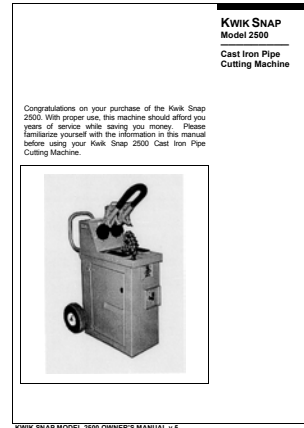 KWIK SNAP
Model 2500
Cast Iron Pipe
Cutting Machine
Congratulations on your purchase of the Kwik Snap
2500. With proper use, this machine should afford you
years of service while saving you money. Please
familiarize yourself with the information in this manual
before using your Kwik Snap 2500 Cast Iron Pipe
Cutting Machine.
KWIK SNAP MODEL 2500 OWNER'S MANUAL v.5